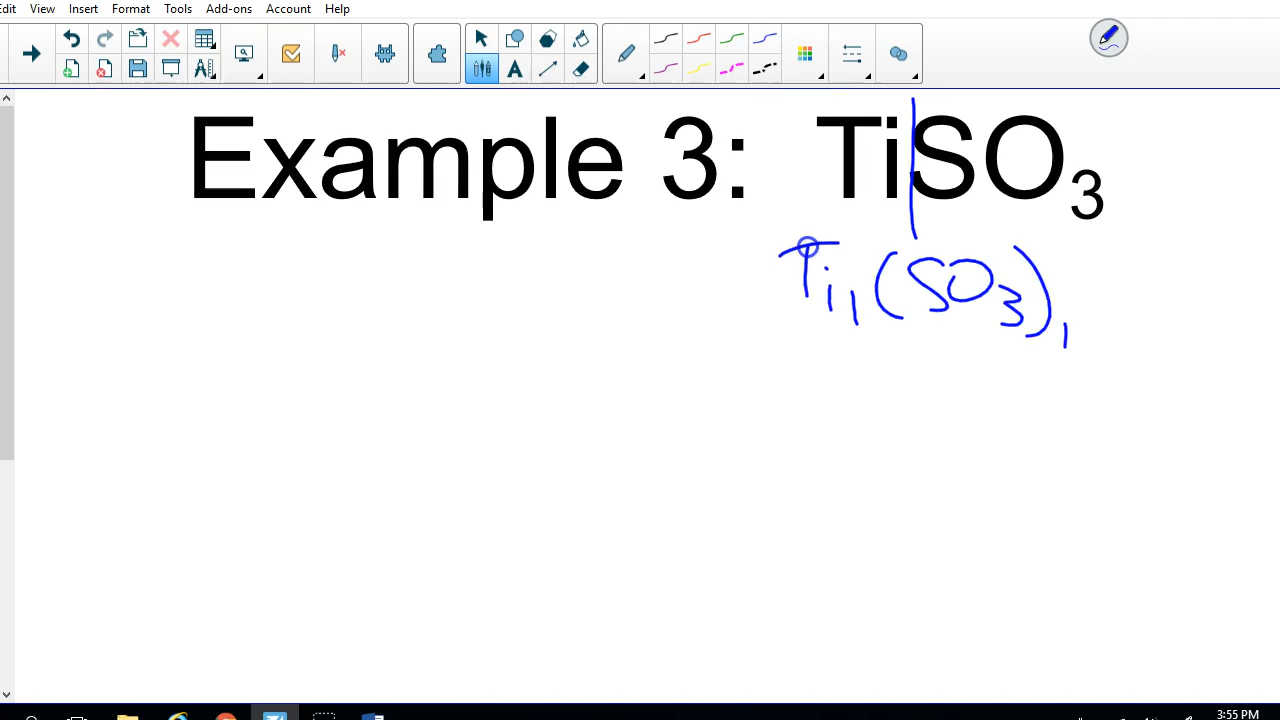 Edit View Insert Format Tools Add-ons Account Help
Example 3: TiSO₃
Ti₁(SO₃)₁
3:55 PM